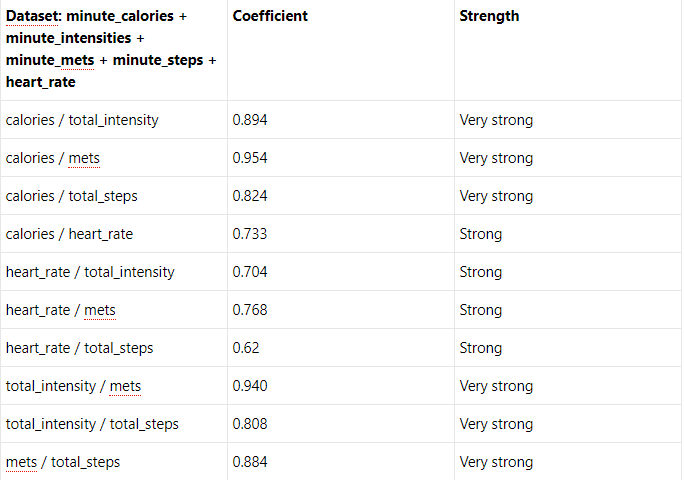 Dataset: minute_calories + Coefficient Strength
minute_intensities +
minute_mets + minute_steps +
heart_rate
calories / total_intensity 0.894 Very strong
calories / mets 0.954 Very strong
calories / total_steps 0.824 Very strong
calories / heart_rate 0.733 Strong
heart_rate / total_intensity 0.704 Strong
heart_rate / mets 0.768 Strong
heart_rate / total_steps 0.62 Strong
total_intensity / mets 0.940 Very strong
total_intensity / total_steps 0.808 Very strong
mets / total_steps 0.884 Very strong